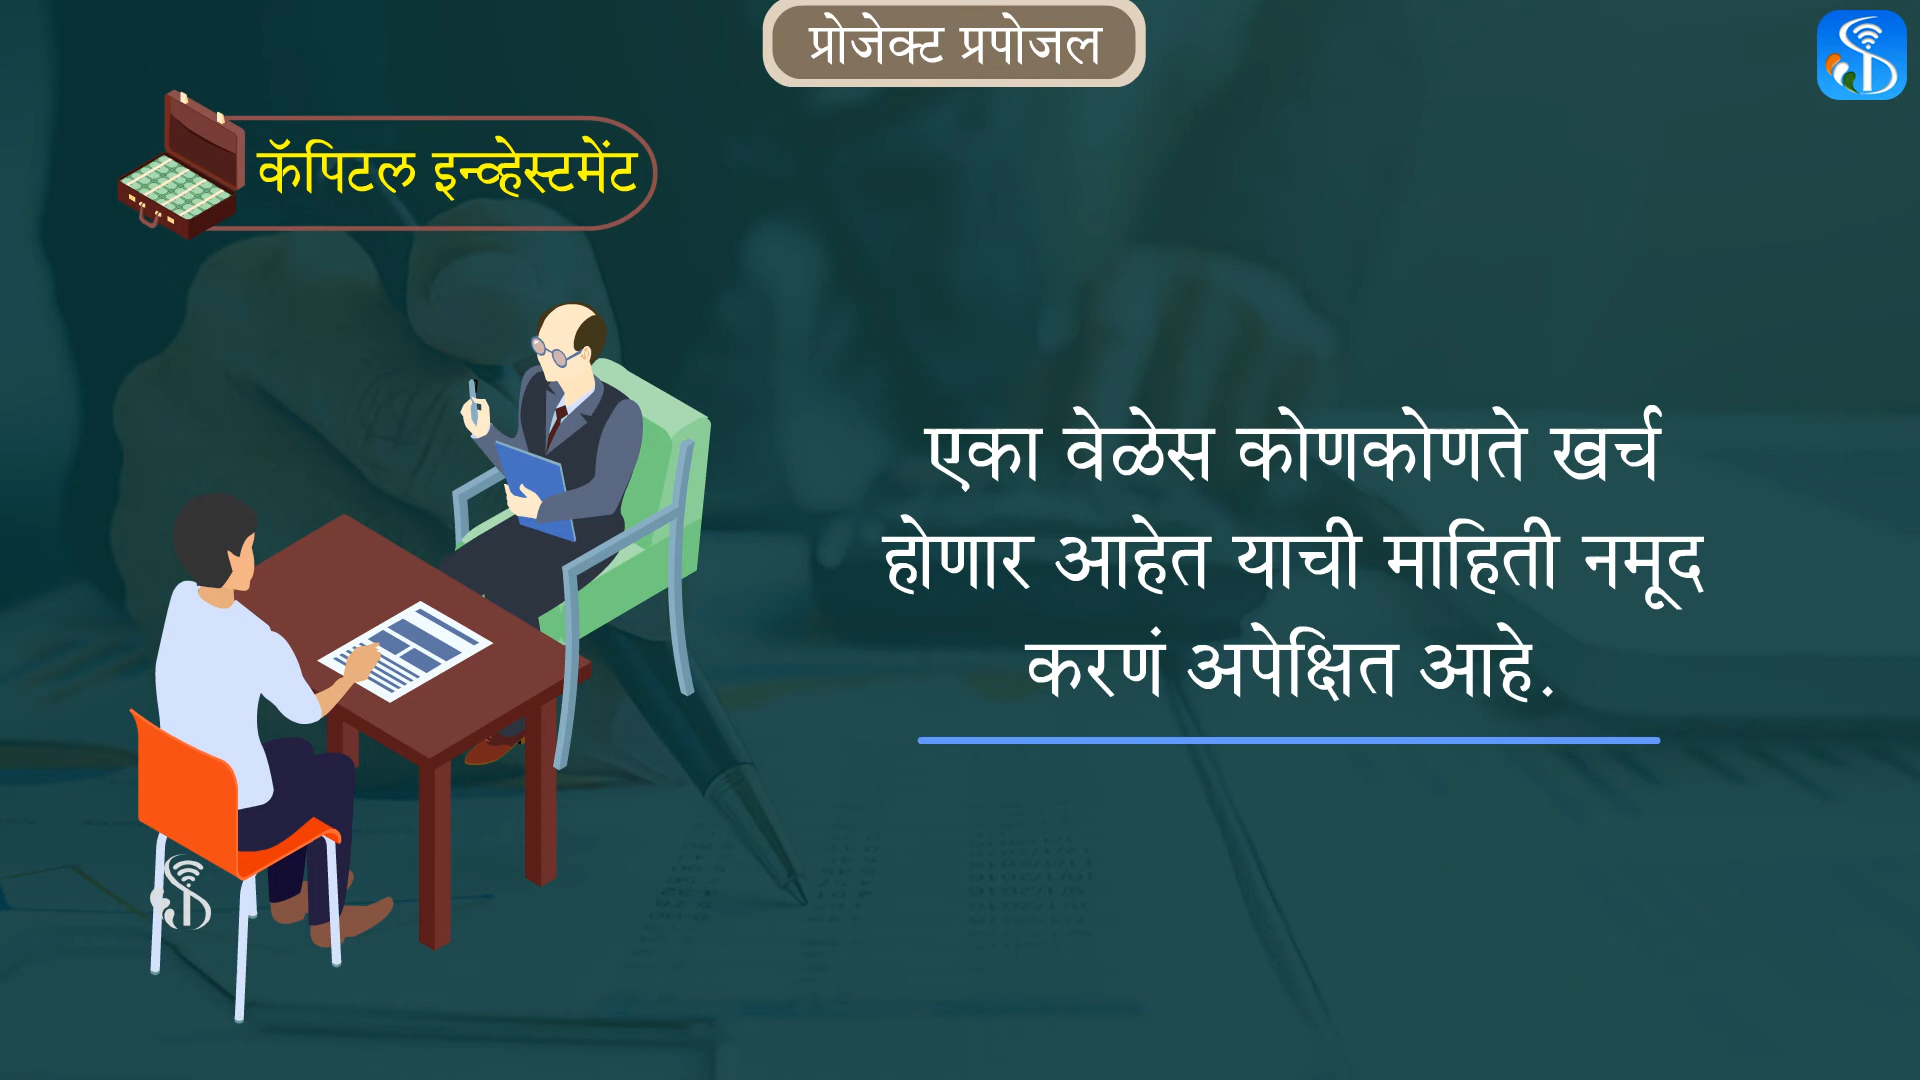 प्रोजेक्ट प्रपोजल
कॅपिटल इन्व्हेस्टमेंट
एका वेळेस कोणकोणते खर्च
होणार आहेत याची माहिती नमूद
करणं अपेक्षित आहे.